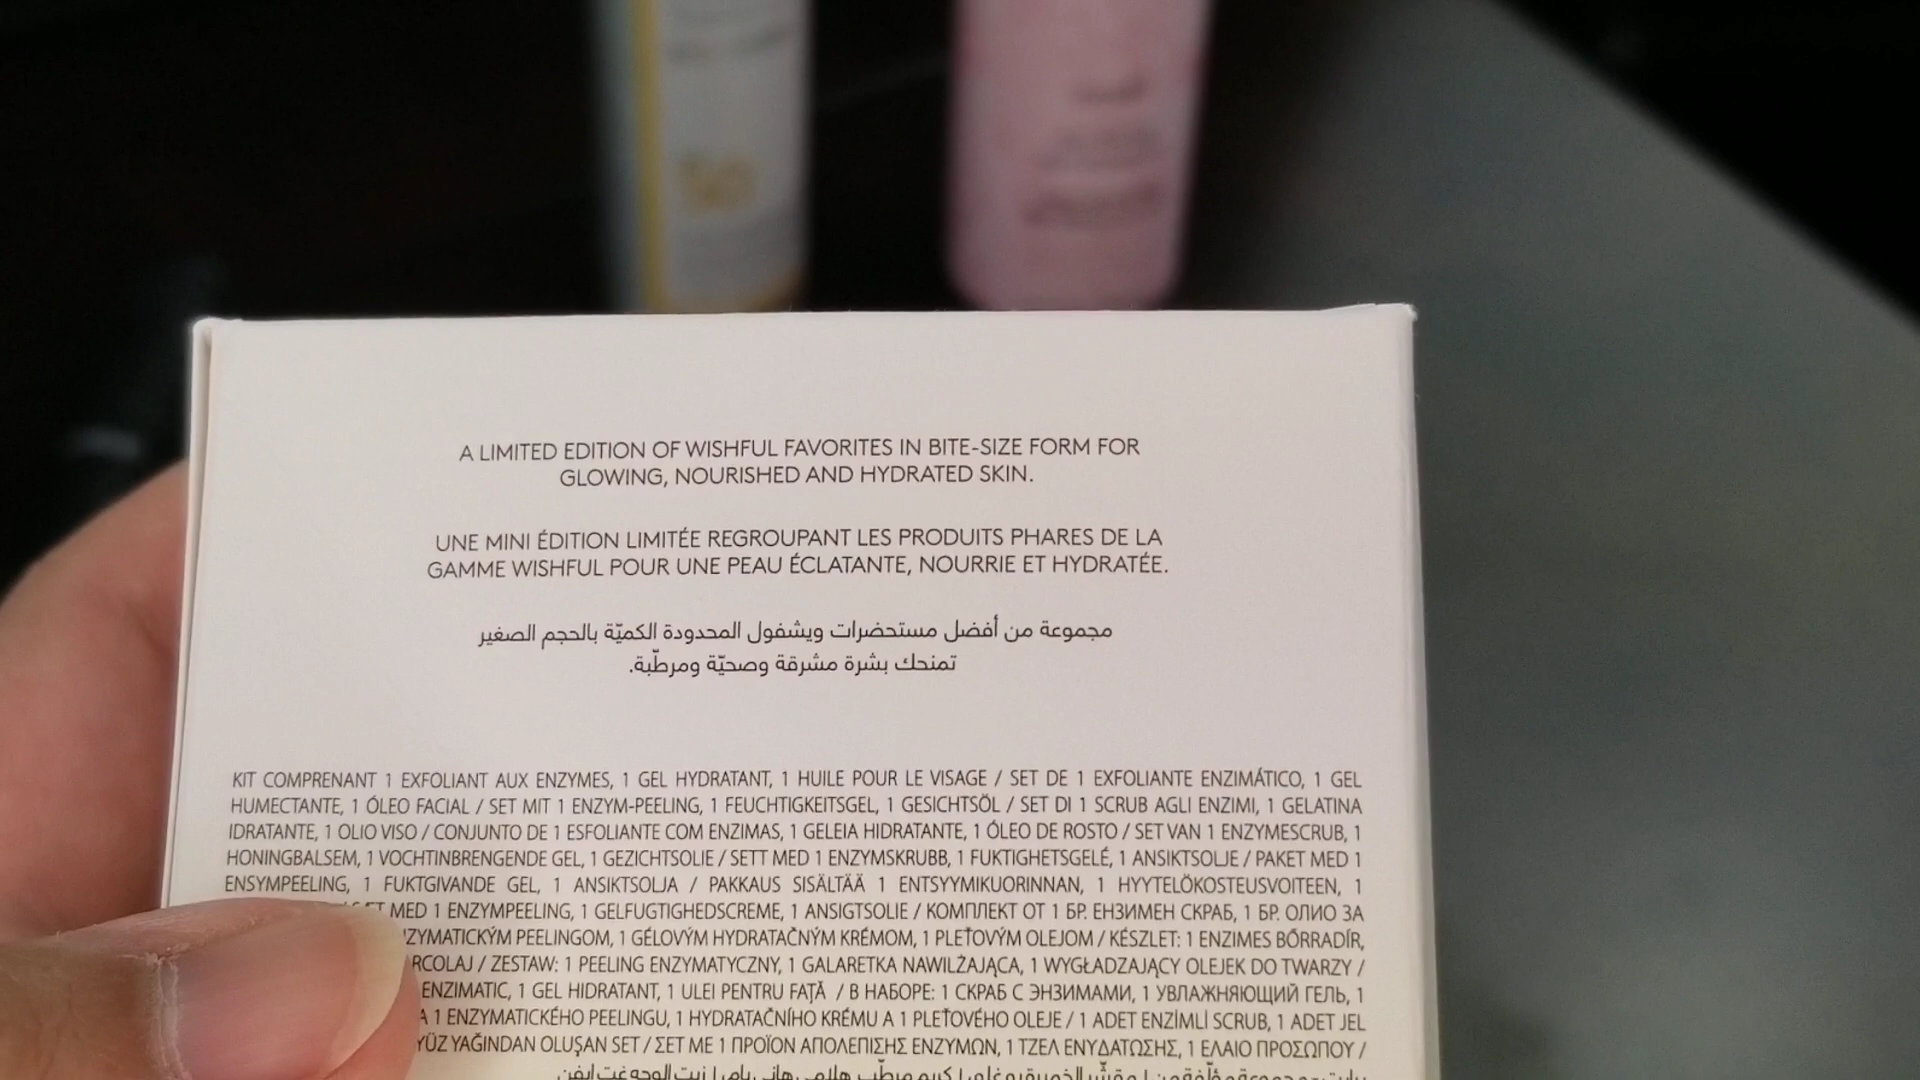 50
A LIMITED EDITION OF WISHFUL FAVORITES IN BITE-SIZE FORM FOR
GLOWING, NOURISHED AND HYDRATED SKIN.
UNE MINI ÉDITION LIMITÉE REGROUPANT LES PRODUITS PHARES DE LA
GAMME WISHFUL POUR UNE PEAU ÉCLATANTE, NOURRIE ET HYDRATÉE.
مجموعة من أفضل مستحضرات ويشفول المحدودة الكميّة بالحجم الصغير
تمنحك بشرة مشرقة وصحيّة ومرطّبة.
KIT COMPRENANT 1 EXFOLIANT AUX ENZYMES, 1 GEL HYDRATANT, 1 HUILE POUR LE VISAGE / SET DE 1 EXFOLIANTE ENZIMÁTICO, 1 GEL
HUMECTANTE, 1 ÓLEO FACIAL / SET MIT 1 ENZYM-PEELING, 1 FEUCHTIGKEITSGEL, 1 GESICHTSÖL / SET DI 1 SCRUB AGLI ENZIMI, 1 GELATINA
IDRATANTE, 1 OLIO VISO / CONJUNTO DE 1 ESFOLIANTE COM ENZIMAS, 1 GELEIA HIDRATANTE, 1 ÓLEO DE ROSTO / SET VAN 1 ENZYMESCRUB, 1
HONINGBALSEM, 1 VOCHTINBRENGENDE GEL, 1 GEZICHTSOLIE / SETT MED 1 ENZYMSKRUBB, 1 FUKTIGHETSGELÉ, 1 ANSIKTSOLJE / PAKET MED 1
ENSYMPEELING, 1 FUKTGIVANDE GEL, 1 ANSIKTSOLJA / PAKKAUS SISÄLTÄÄ 1 ENTSYYMIKUORINNAN, 1 HYYTELÖKOSTEUSVOITEEN, 1
MED 1 ENZYMPEELING, 1 GELFUGTIGHEDSCREME, 1 ANSIGTSOLIE / КОМПЛЕКТ ОТ 1 БР. ЕНЗИМЕН СКРАБ, 1 БР. ОЛИО ЗА
ZYMATICKÝM PEELINGOM, 1 GÉLOVÝM HYDRATAČNÝM KRÉMOM, 1 PLEŤOVÝM OLEJOM / KÉSZLET: 1 ENZIMES BŐRRADÍR,
RCOLAJ / ZESTAW: 1 PEELING ENZYMATYCZNY, 1 GALARETKA NAWILŻAJĄCA, 1 WYGŁADZAJĄCY OLEJEK DO TWARZY /
ENZIMATIC, 1 GEL HIDRATANT, 1 ULEI PENTRU FAȚĂ / В НАБОРЕ: 1 СКРАБ С ЭНЗИМАМИ, 1 УВЛАЖНЯЮЩИЙ ГЕЛЬ, 1
A 1 ENZYMATICKÉHO PEELINGU, 1 HYDRATAČNÍHO KRÉMU A 1 PLEŤOVÉHO OLEJE / 1 ADET ENZİMLİ SCRUB, 1 ADET JEL
YÜZ YAĞINDAN OLUŞAN SET / ΣΕΤ ΜΕ 1 ΠΡΟΪΟΝ ΑΠΟΛΕΠΙΣΗΣ ΕΝΖΥΜΩΝ, 1 ΤΖΕΛ ΕΝΥΔΑΤΩΣΗΣ, 1 ΕΛΑΙΟ ΠΡΟΣΩΠΟΥ /